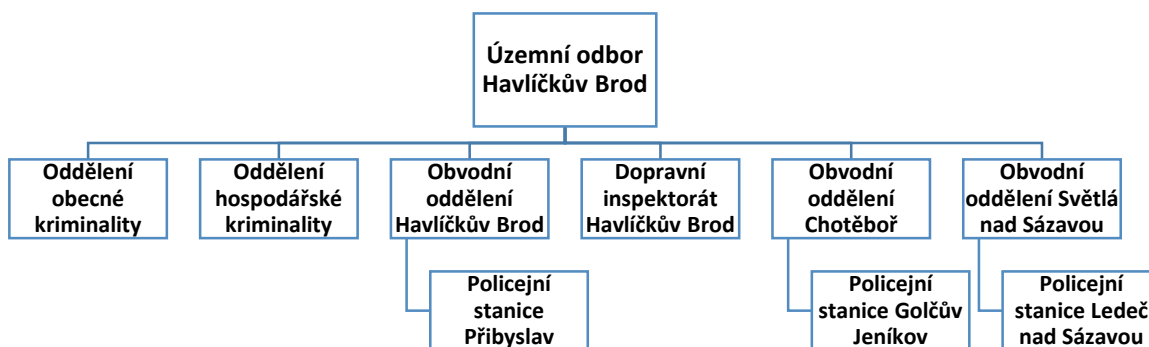 Územní odbor
Havlíčkův Brod
Oddělení
obecné
kriminality
Oddělení
hospodářské
kriminality
Obvodní
oddělení
Havlíčkův Brod
Dopravní
inspektorát
Havlíčkův Brod
Obvodní
oddělení
Chotěboř
Obvodní
oddělení Světlá
nad Sázavou
Policejní
stanice
Přibyslav
Policejní
stanice Golčův
Jeníkov
Policejní
stanice Ledeč
nad Sázavou